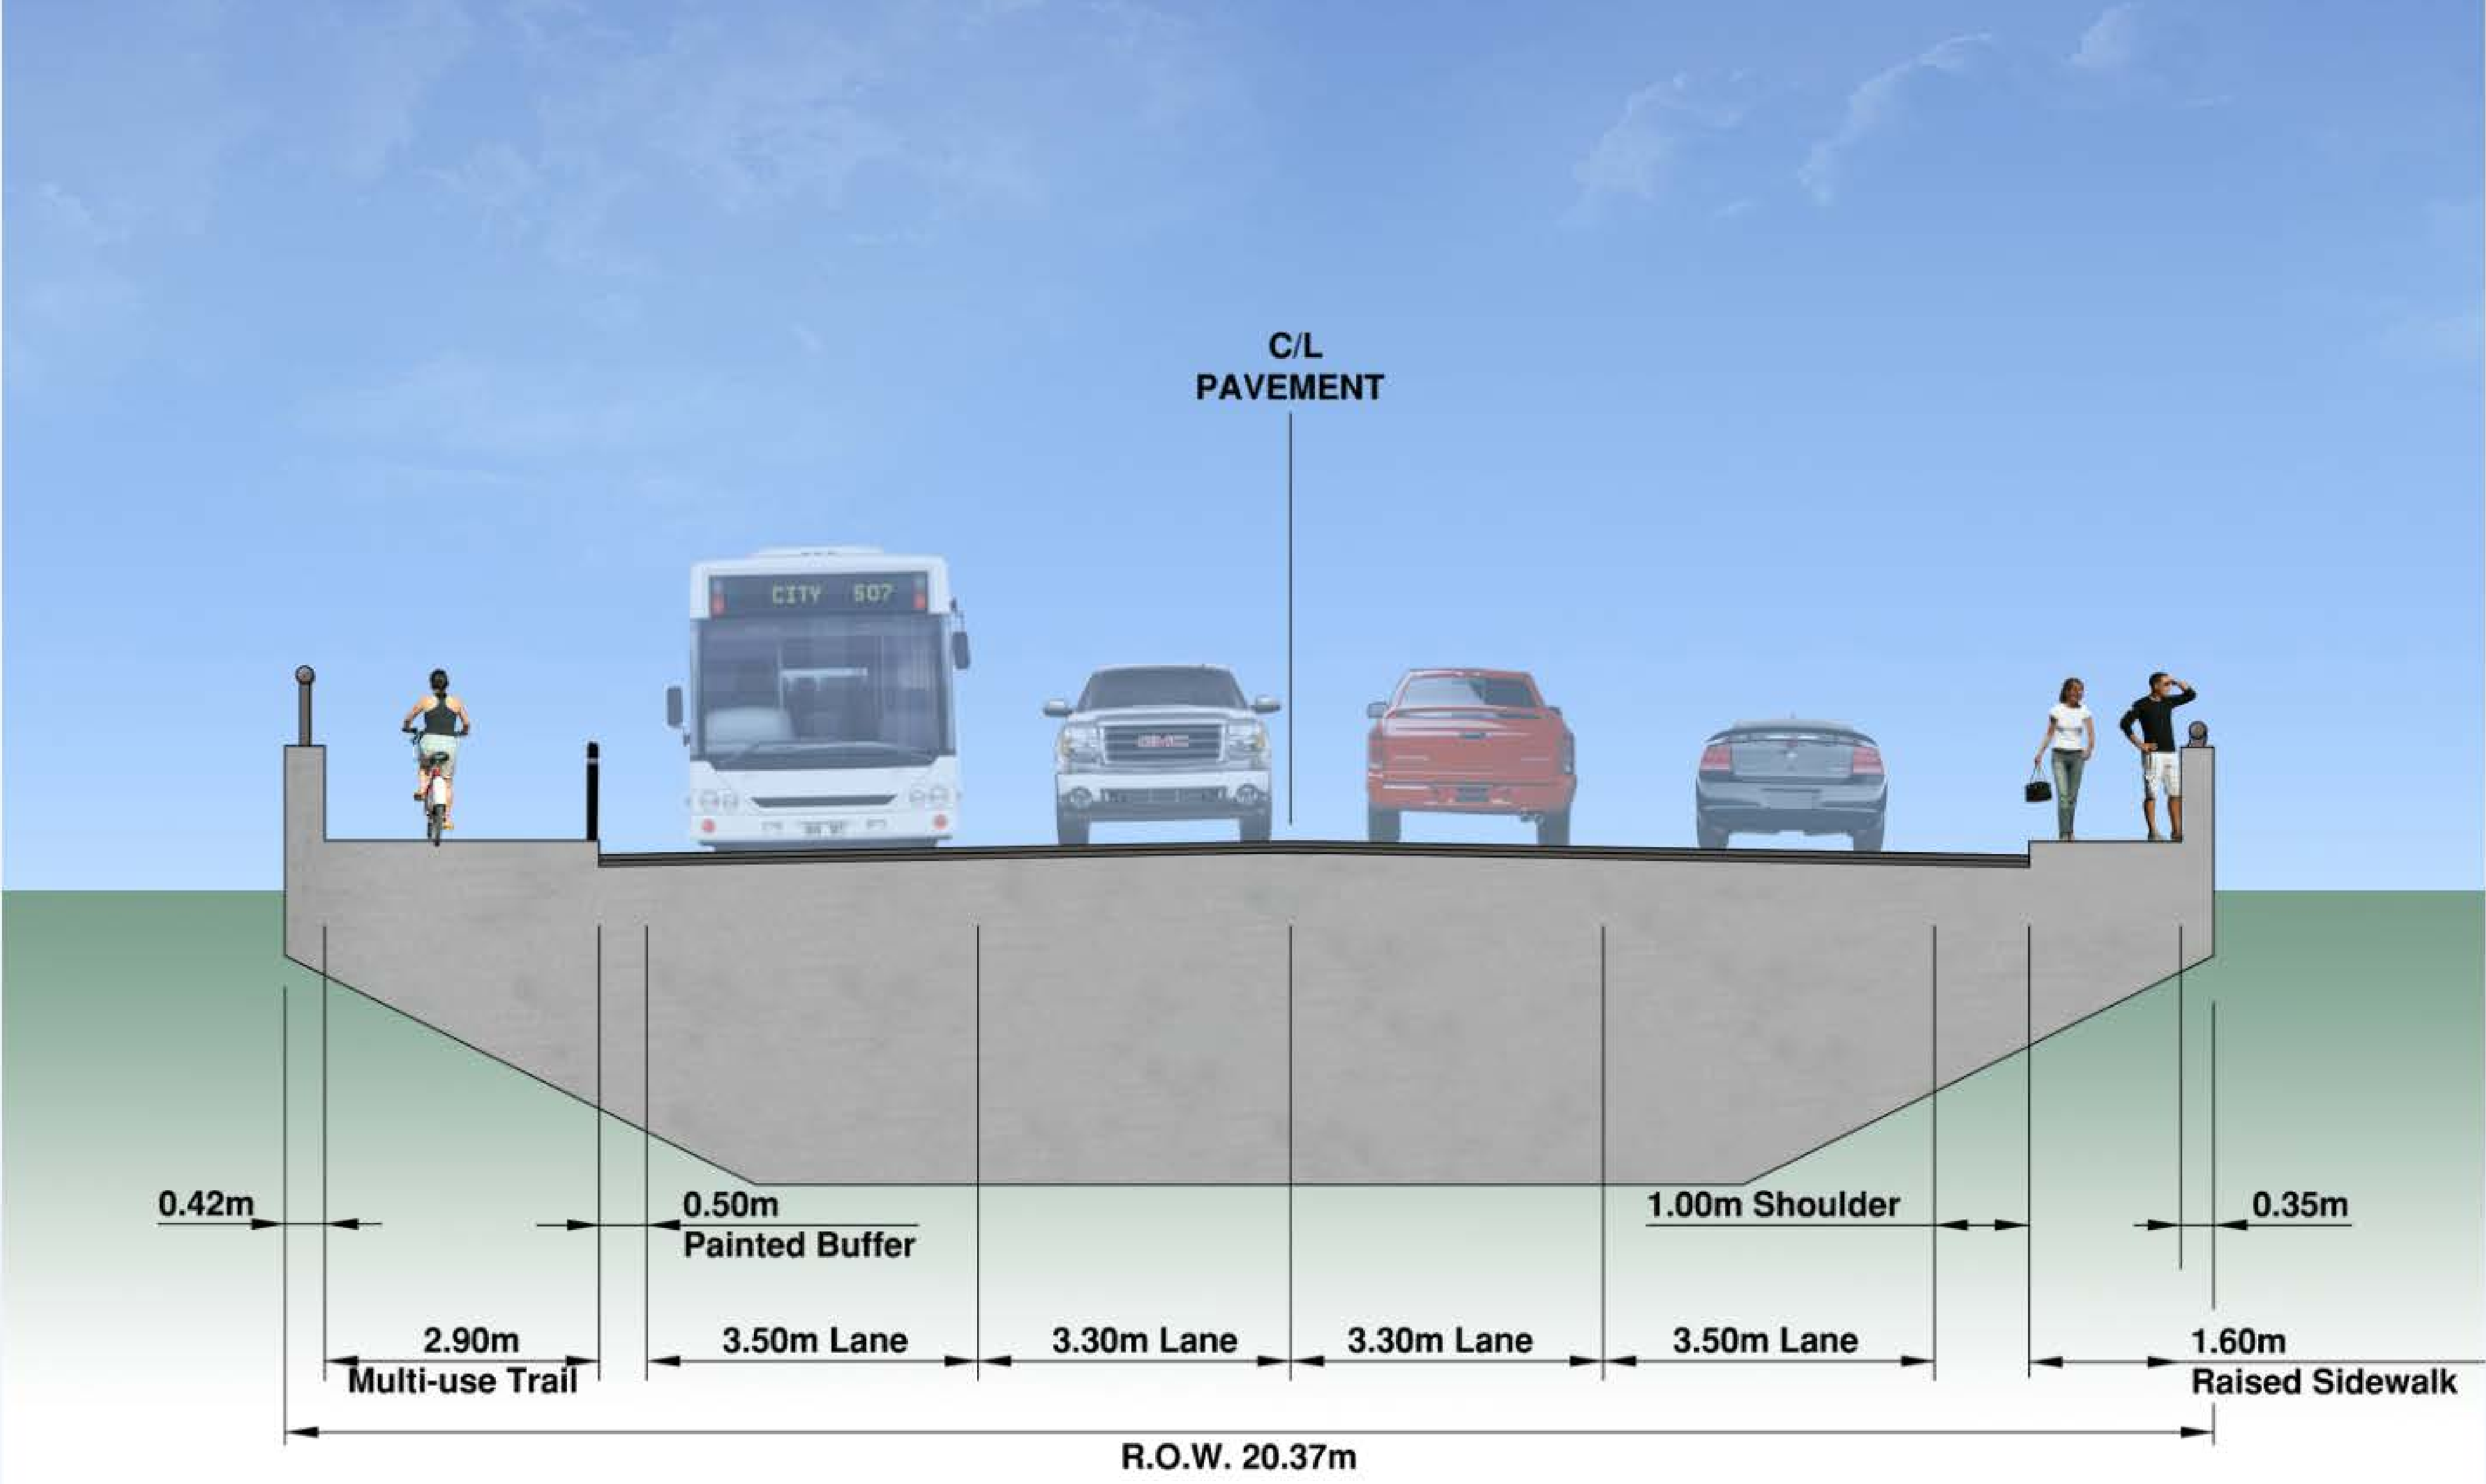 C/L
PAVEMENT
CITY 507
GMC
0.42m
0.50m
Painted Buffer
1.00m Shoulder
0.35m
2.90m
Multi-use Trail
3.50m Lane
3.30m Lane
3.30m Lane
3.50m Lane
1.60m
Raised Sidewalk
R.O.W. 20.37m